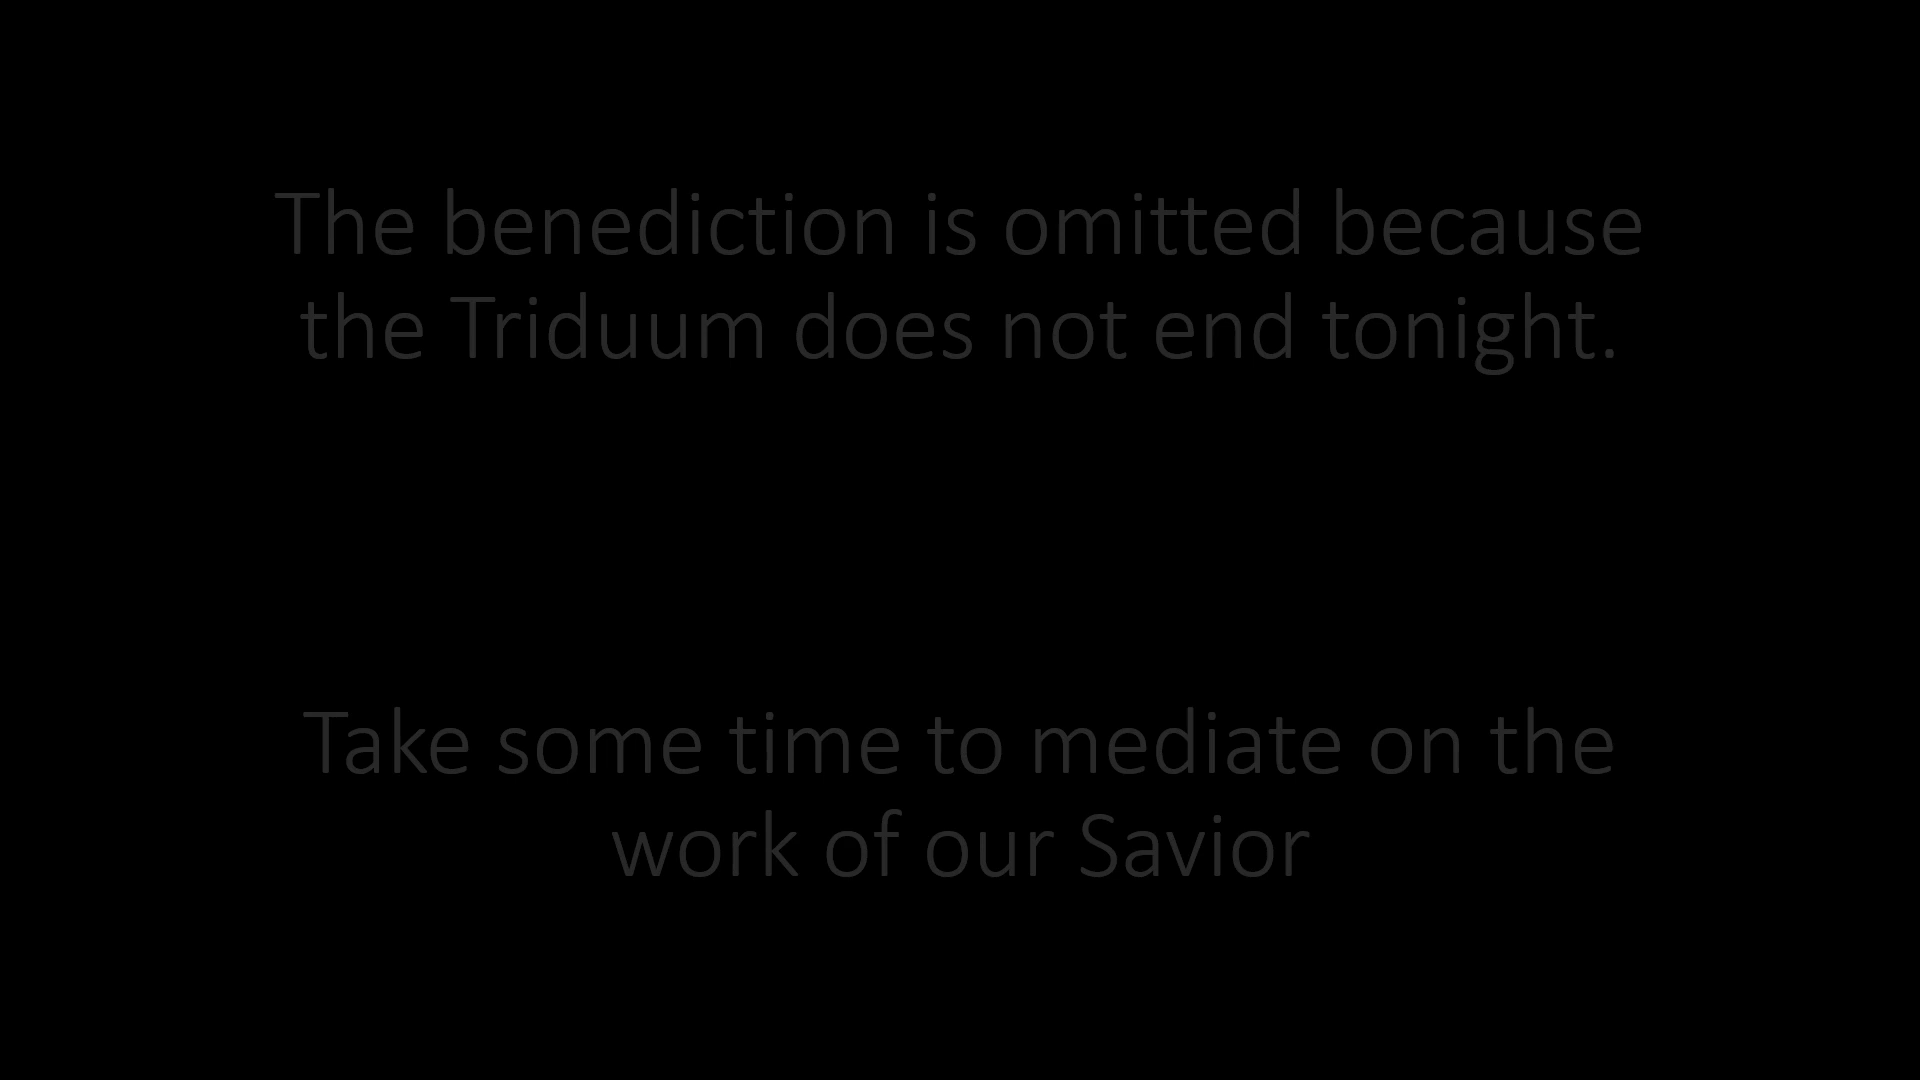 The benediction is omitted because
the Triduum does not end tonight.
Take some time to mediate on the
work of our Savior